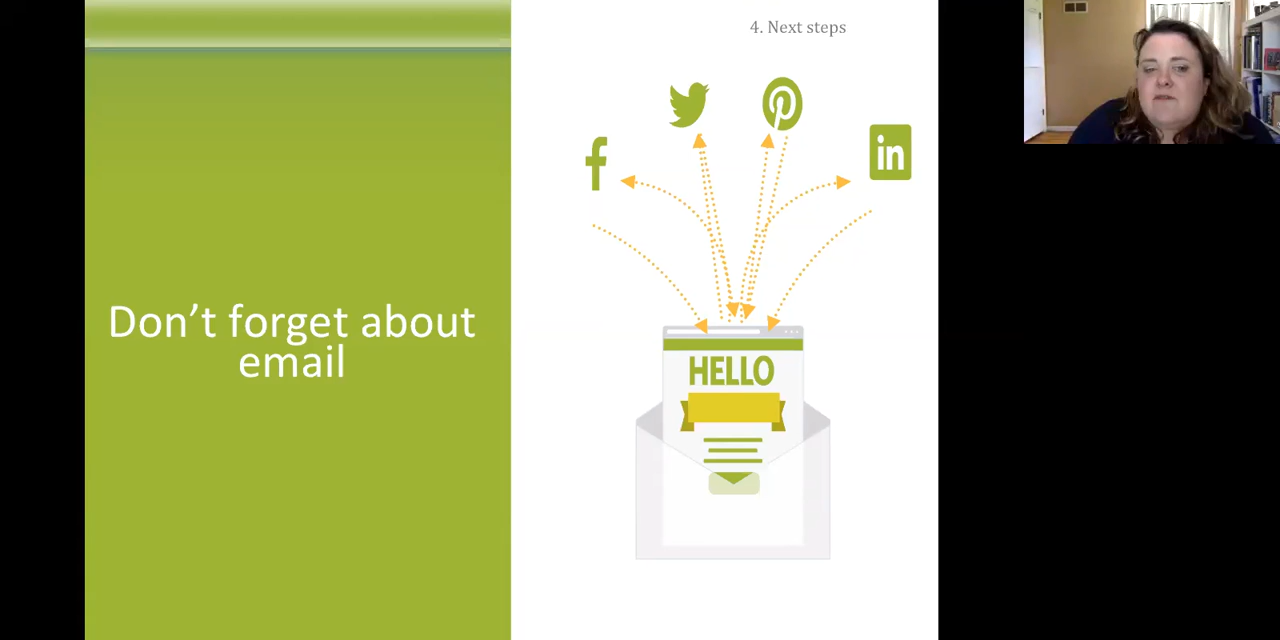 4. Next steps
f
in
Don’t forget about
email
HELLO